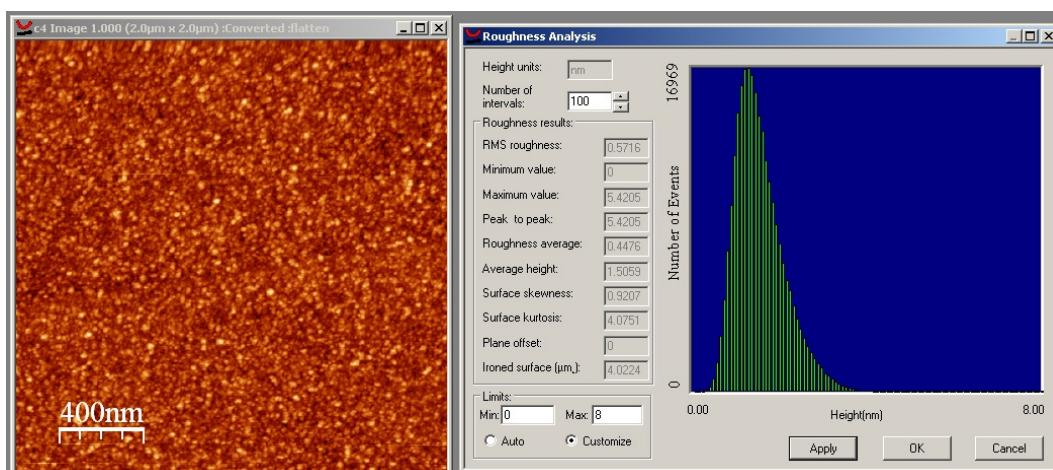 c4 Image 1.000 (2.0µm x 2.0µm) :Converted :flatten
400nm
Roughness Analysis
Height units: nm
Number of
intervals: 100
Roughness results:
RMS roughness: 0.5716
Minimum value: 0
Maximum value: 5.4205
Peak to peak: 5.4205
Roughness average: 0.4476
Average height: 1.5059
Surface skewness: 0.9207
Surface kurtosis: 4.0751
Plane offset: 0
Ironed surface (µm_): 4.0224
Limits:
Min: 0 Max: 8
Auto Customize
16969
Number of Events
0
0.00 Height(nm) 8.00
Apply OK Cancel